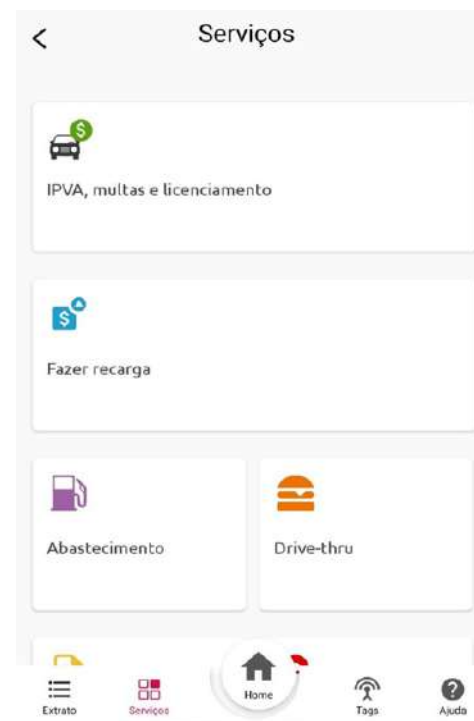 Serviços
IPVA, multas e licenciamento
Fazer recarga
Abastecimento
Drive-thru
Extrato
Serviços
Home
Tags
Ajuda